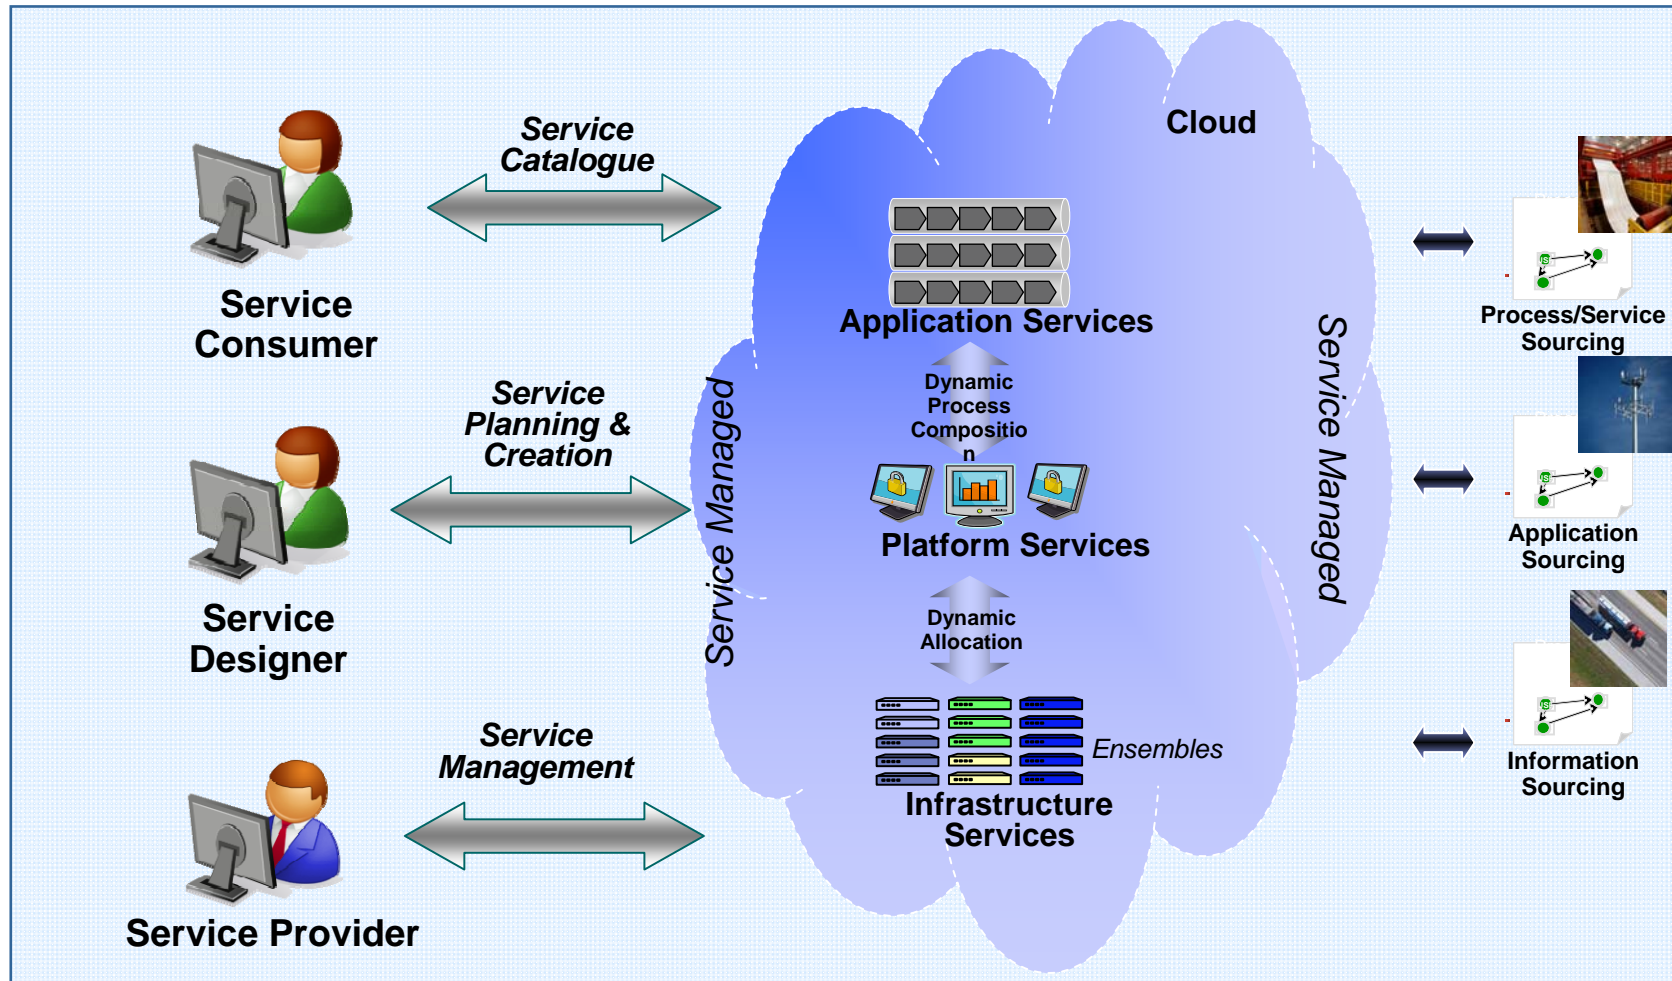 Cloud
Service
Catalogue
Service
Consumer
Service
Planning &
Creation
Service
Designer
Service
Management
Service Provider
Service Managed
Application Services
Dynamic
Process
Compositio
n
Platform Services
Dynamic
Allocation
Ensembles
Infrastructure
Services
Service Managed
Process/Service
Sourcing
Application
Sourcing
Information
Sourcing